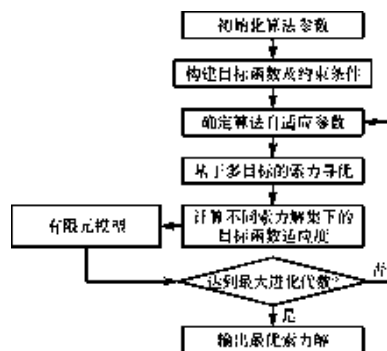 初始化算法参数
构建目标函数及约束条件
确定算法自适应参数
基于多目标的索力寻优
有限元模型
计算不同索力解集下的
目标函数适应度
达到最大进化代数?
否
是
输出最优索力解